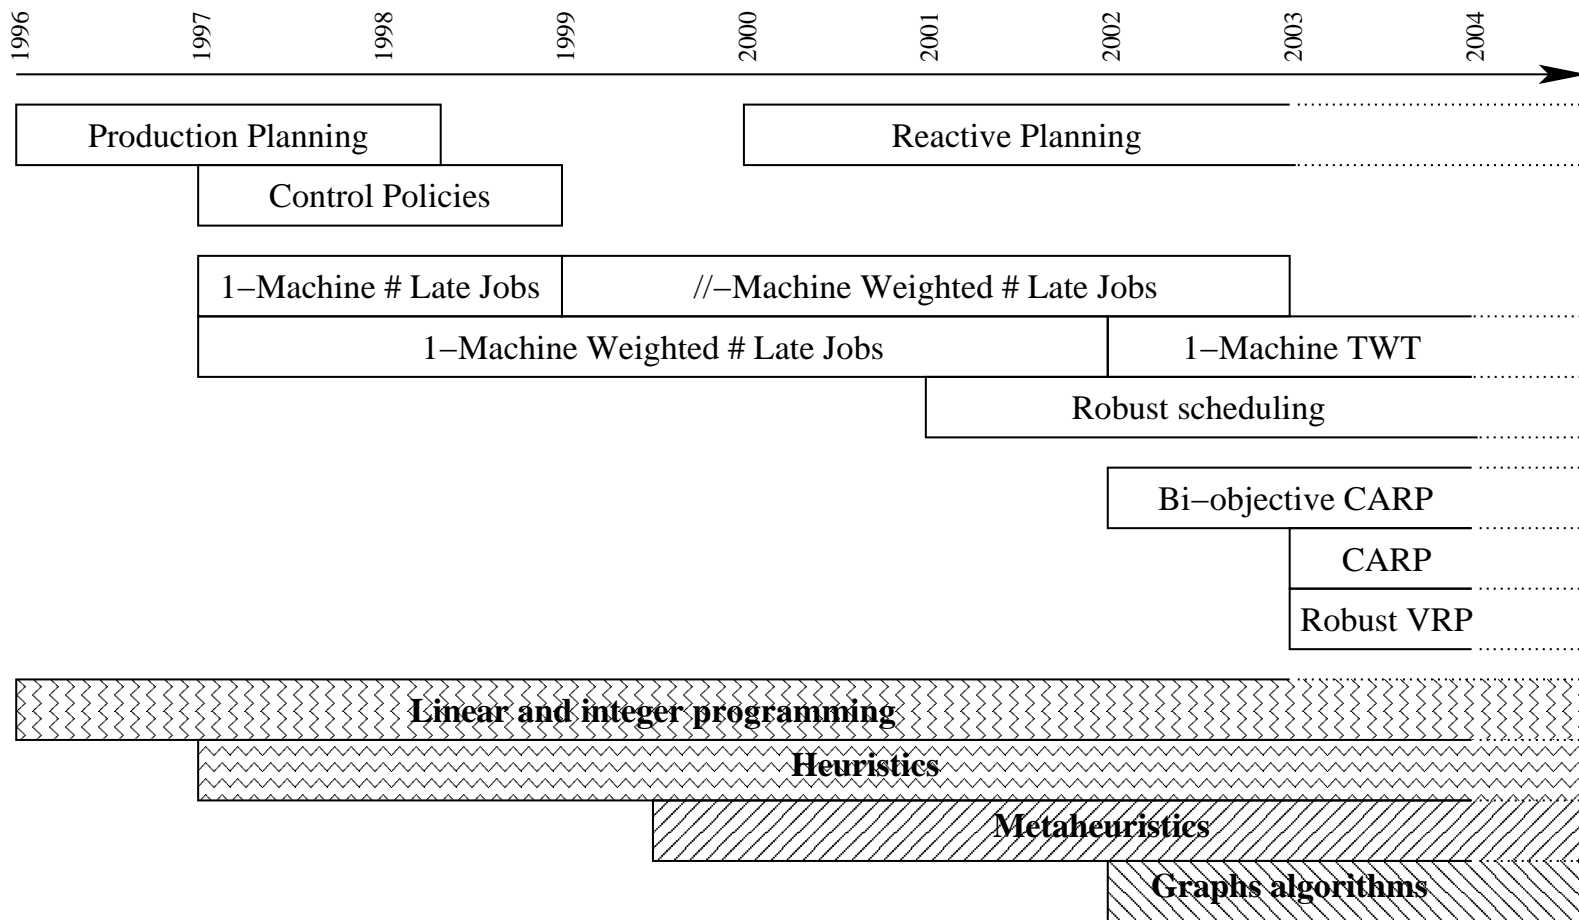 1996 1997 1998 1999 2000 2001 2002 2003 2004
Production Planning
Reactive Planning
Control Policies
1−Machine # Late Jobs
//−Machine Weighted # Late Jobs
1−Machine Weighted # Late Jobs
1−Machine TWT
Robust scheduling
Bi−objective CARP
CARP
Robust VRP
Linear and integer programming
Heuristics
Metaheuristics
Graphs algorithms